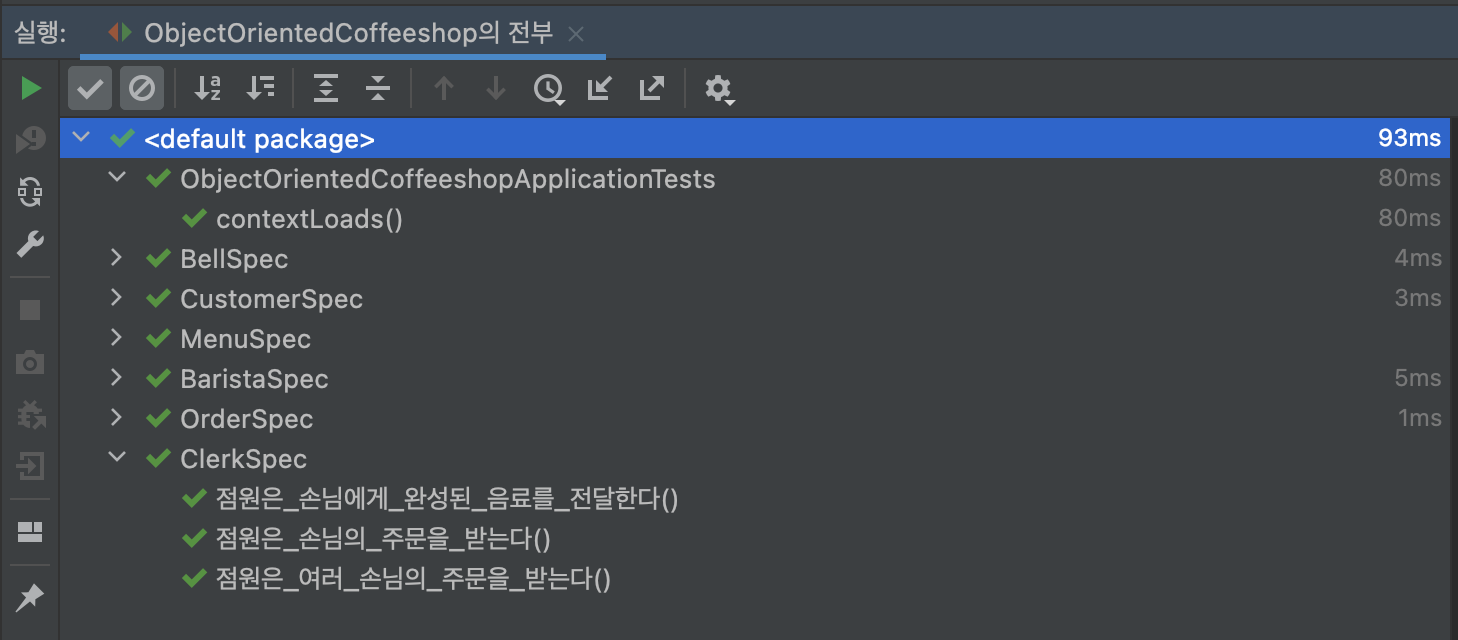 실행: ObjectOrientedCoffeeshop의 전부
<default package> 93ms
ObjectOrientedCoffeeshopApplicationTests 80ms
contextLoads() 80ms
BellSpec 4ms
CustomerSpec 3ms
MenuSpec
BaristaSpec 5ms
OrderSpec 1ms
ClerkSpec
점원은_손님에게_완성된_음료를_전달한다()
점원은_손님의_주문을_받는다()
점원은_여러_손님의_주문을_받는다()